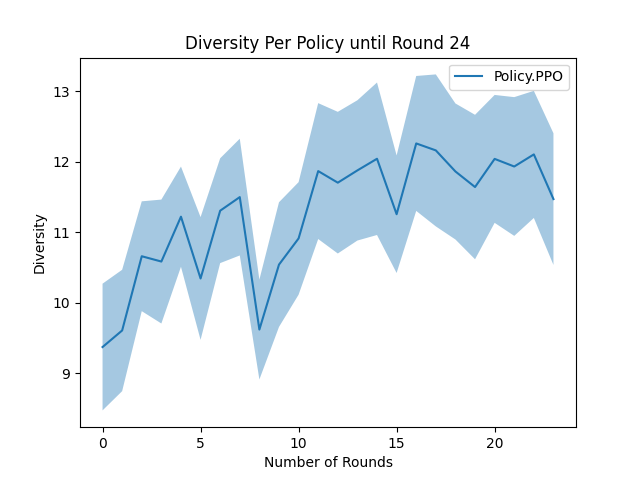 Diversity Per Policy until Round 24
Policy.PPO
13
12
11
10
9
Diversity
0 5 10 15 20
Number of Rounds